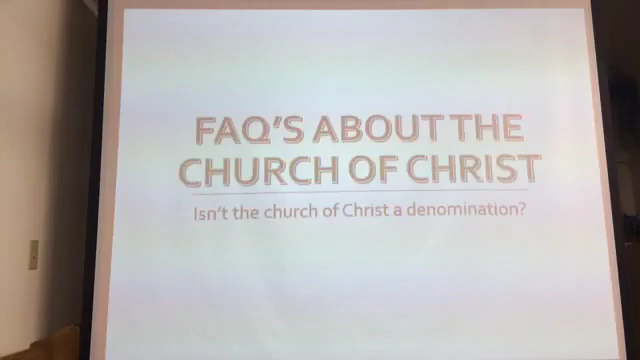 FAQ'S ABOUT THE
CHURCH OF CHRIST
Isn't the church of Christ a denomination?